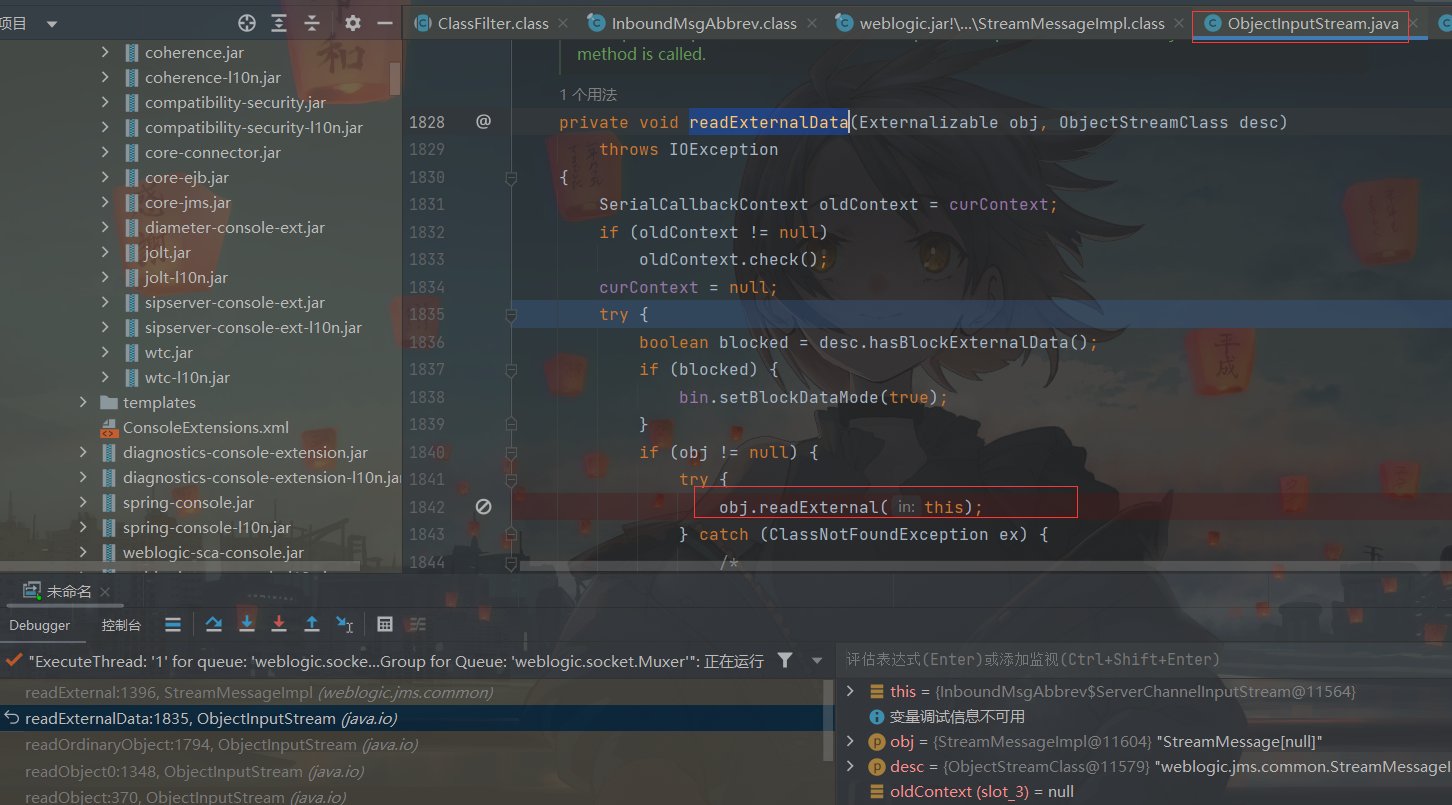 项目
ClassFilter.class
InboundMsgAbbrev.class
weblogic.jar!\...\StreamMessageImpl.class
ObjectInputStream.java
coherence.jar
coherence-l10n.jar
compatibility-security.jar
compatibility-security-l10n.jar
core-connector.jar
core-ejb.jar
core-jms.jar
diameter-console-ext.jar
jolt.jar
jolt-l10n.jar
sipserver-console-ext.jar
sipserver-console-ext-l10n.jar
wtc.jar
wtc-l10n.jar
templates
ConsoleExtensions.xml
diagnostics-console-extension.jar
diagnostics-console-extension-l10n.jar
spring-console.jar
spring-console-l10n.jar
weblogic-sca-console.jar
method is called.
1 个用法
1828 @ private void readExternalData(Externalizable obj, ObjectStreamClass desc)
1829 throws IOException
1830 {
1831 SerialCallbackContext oldContext = curContext;
1832 if (oldContext != null)
1833 oldContext.check();
1834 curContext = null;
1835 try {
1836 boolean blocked = desc.hasBlockExternalData();
1837 if (blocked) {
1838 bin.setBlockDataMode(true);
1839 }
1840 if (obj != null) {
1841 try {
1842 obj.readExternal( in: this);
1843 } catch (ClassNotFoundException ex) {
1844 /*
未命名
Debugger
控制台
"ExecuteThread: '1' for queue: 'weblogic.socke...Group for Queue: 'weblogic.socket.Muxer'": 正在运行
readExternal:1396, StreamMessageImpl (weblogic.jms.common)
readExternalData:1835, ObjectInputStream (java.io)
readOrdinaryObject:1794, ObjectInputStream (java.io)
readObject0:1348, ObjectInputStream (java.io)
readObject:370, ObjectInputStream (java.io)
评估表达式(Enter)或添加监视(Ctrl+Shift+Enter)
this = {InboundMsgAbbrev$ServerChannelInputStream@11564}
变量调试信息不可用
obj = {StreamMessageImpl@11604} "StreamMessage[null]"
desc = {ObjectStreamClass@11579} "weblogic.jms.common.StreamMessageI
oldContext (slot_3) = null